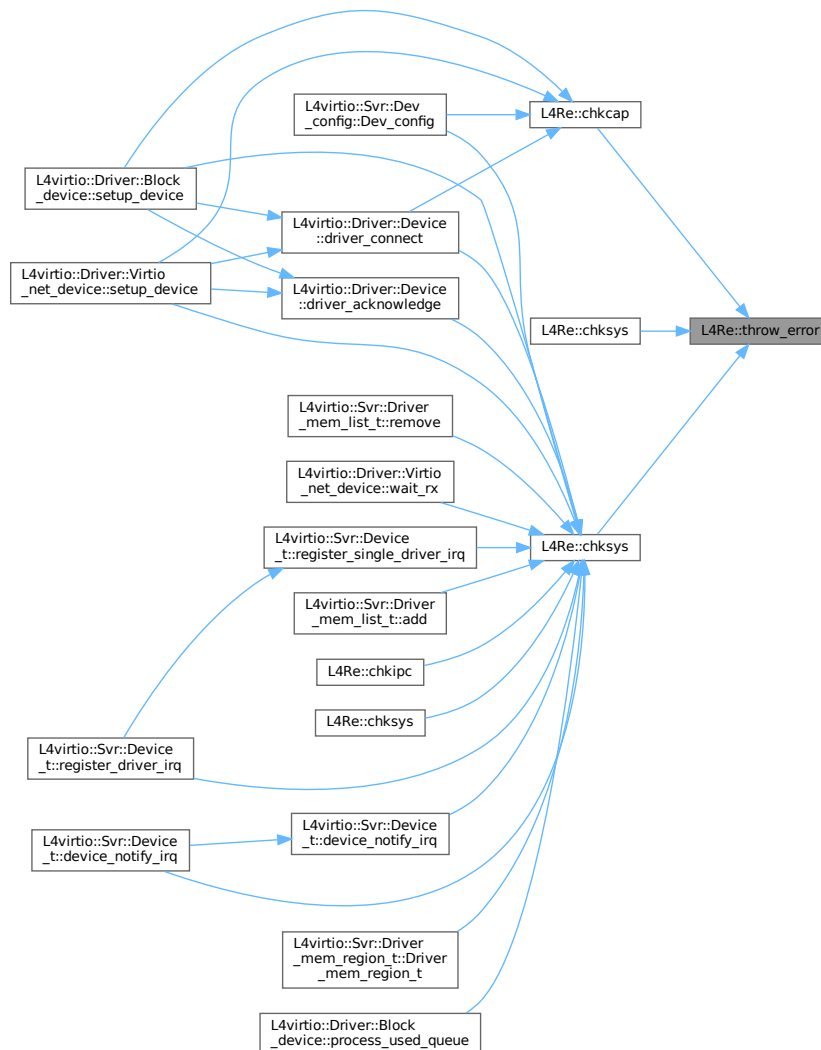 L4Re::chkcap
L4virtio::Svr::Dev
_config::Dev_config
L4virtio::Driver::Block
_device::setup_device
L4virtio::Driver::Device
::driver_connect
L4virtio::Driver::Virtio
_net_device::setup_device
L4virtio::Driver::Device
::driver_acknowledge
L4Re::chksys
L4Re::throw_error
L4virtio::Svr::Driver
_mem_list_t::remove
L4virtio::Driver::Virtio
_net_device::wait_rx
L4virtio::Svr::Device
_t::register_single_driver_irq
L4Re::chksys
L4virtio::Svr::Driver
_mem_list_t::add
L4Re::chkipc
L4Re::chksys
L4virtio::Svr::Device
_t::register_driver_irq
L4virtio::Svr::Device
_t::device_notify_irq
L4virtio::Svr::Device
_t::device_notify_irq
L4virtio::Svr::Driver
_mem_region_t::Driver
_mem_region_t
L4virtio::Driver::Block
_device::process_used_queue